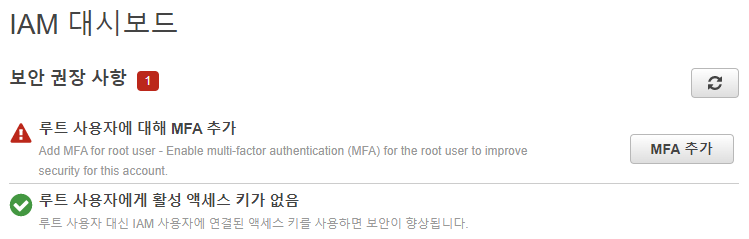 IAM 대시보드
보안 권장 사항 1
루트 사용자에 대해 MFA 추가
Add MFA for root user - Enable multi-factor authentication (MFA) for the root user to improve
security for this account.
MFA 추가
루트 사용자에게 활성 액세스 키가 없음
루트 사용자 대신 IAM 사용자에 연결된 액세스 키를 사용하면 보안이 향상됩니다.